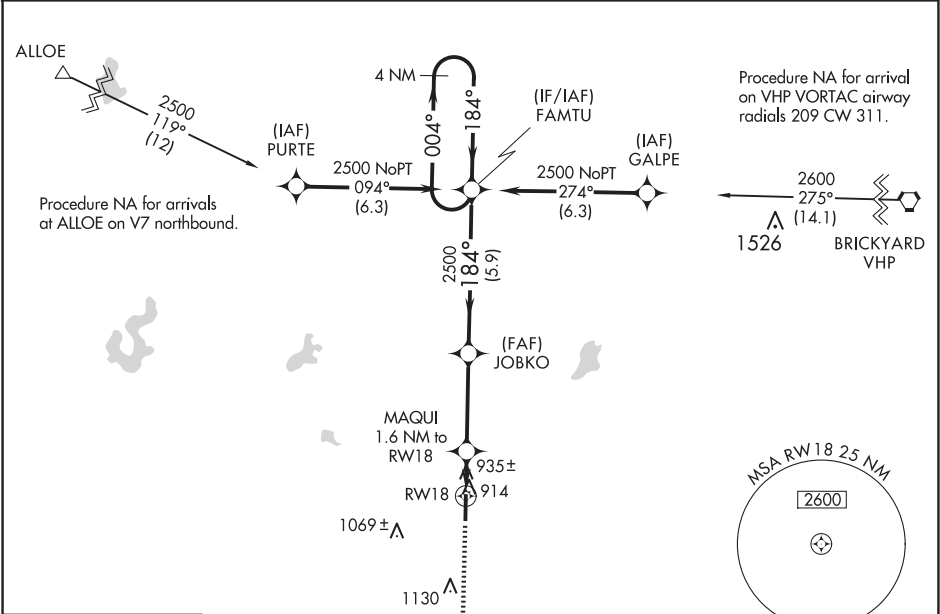 ALLOE
2500
119°
(12)
4 NM
004°
184°
(IF/IAF)
FAMTU
Procedure NA for arrival
on VHP VORTAC airway
radials 209 CW 311.
(IAF)
PURTE
2500 NoPT
094°
(6.3)
2500 NoPT
274°
(6.3)
(IAF)
GALPE
2600
275°
(14.1)
1526
BRICKYARD
VHP
Procedure NA for arrivals
at ALLOE on V7 northbound.
2500
184°
(5.9)
(FAF)
JOBKO
MAQUI
1.6 NM to
RW18
935±
RW18
914
1069±
1130
MSA RW18 25 NM
2600